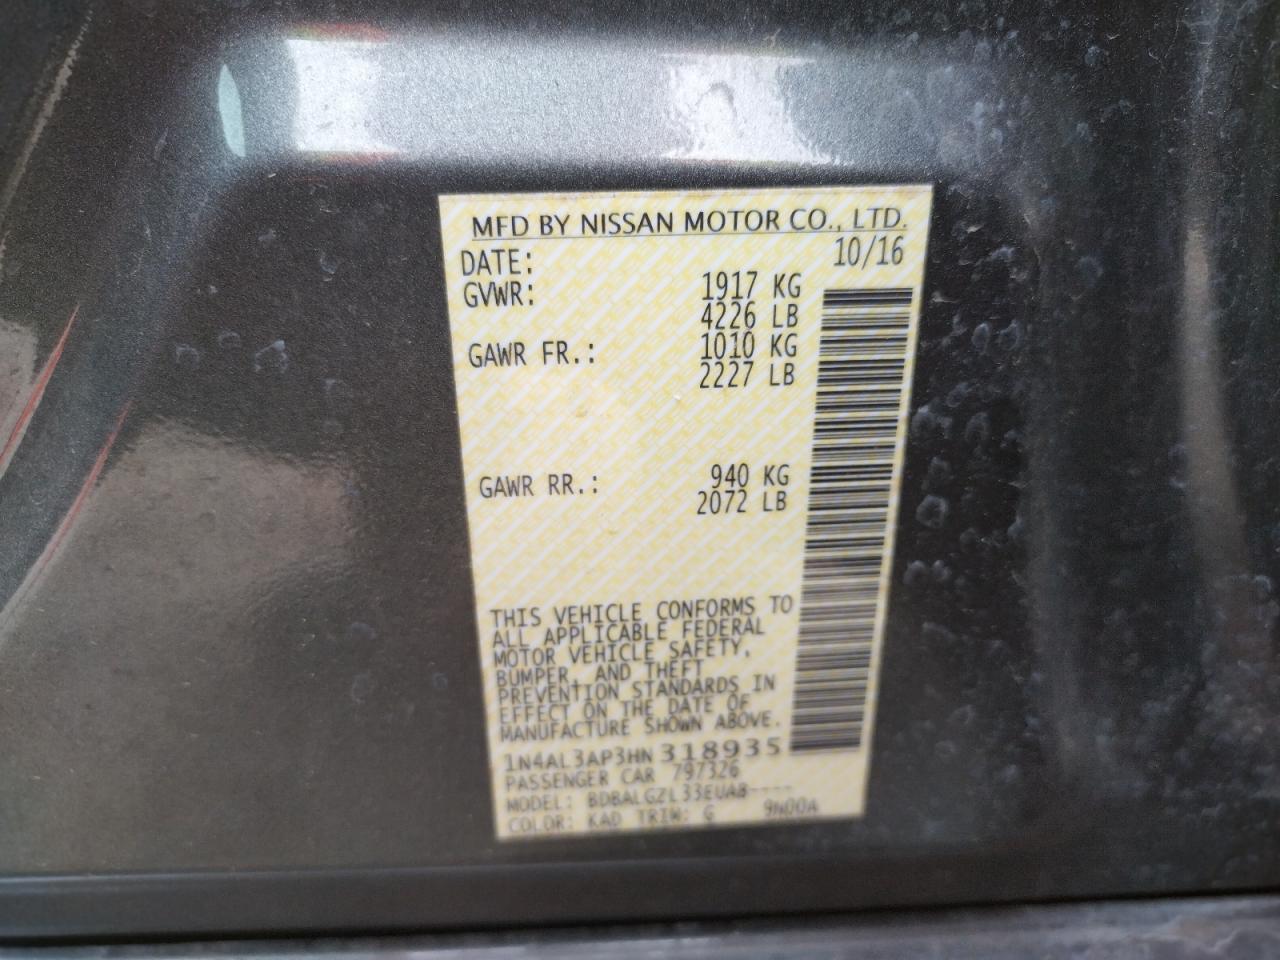 MFD BY NISSAN MOTOR CO., LTD.
DATE: 10/16
GVWR: 1917 KG
4226 LB
GAWR FR.: 1010 KG
2227 LB
GAWR RR.: 940 KG
2072 LB
THIS VEHICLE CONFORMS TO
ALL APPLICABLE FEDERAL
MOTOR VEHICLE SAFETY,
BUMPER, AND THEFT
PREVENTION STANDARDS IN
EFFECT ON THE DATE OF
MANUFACTURE SHOWN ABOVE.
1N4AL3AP3HN 318935
PASSENGER CAR 797326
MODEL: BDBALGZL33EUA8----
COLOR: KAD TRIM: G